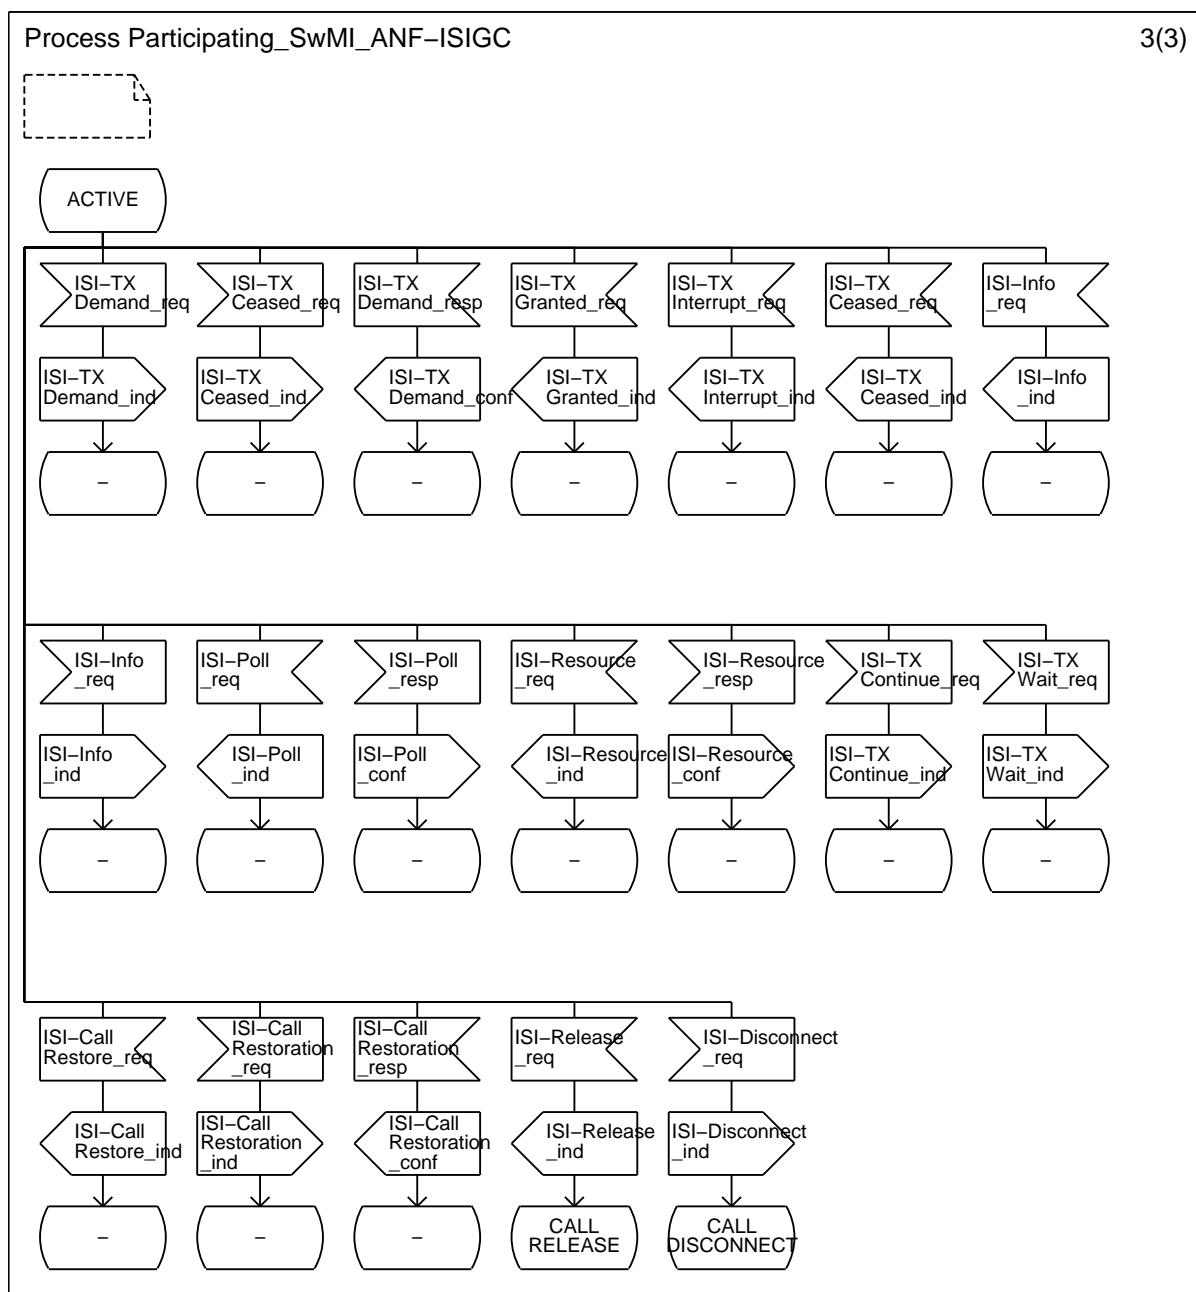 Process Participating_SwMI_ANF–ISIGC
3(3)
ACTIVE
ISI–TX
Demand_req
ISI–TX
Ceased_req
ISI–TX
Demand_resp
ISI–TX
Granted_req
ISI–TX
Interrupt_req
ISI–TX
Ceased_req
ISI–Info
_req
ISI–TX
Demand_ind
ISI–TX
Ceased_ind
ISI–TX
Demand_conf
ISI–TX
Granted_ind
ISI–TX
Interrupt_ind
ISI–TX
Ceased_ind
ISI–Info
_ind
–
–
–
–
–
–
–
ISI–Info
_req
ISI–Poll
_req
ISI–Poll
_resp
ISI–Resource
_req
ISI–Resource
_resp
ISI–TX
Continue_req
ISI–TX
Wait_req
ISI–Info
_ind
ISI–Poll
_ind
ISI–Poll
_conf
ISI–Resource
_ind
ISI–Resource
_conf
ISI–TX
Continue_ind
ISI–TX
Wait_ind
–
–
–
–
–
–
–
ISI–Call
Restore_req
ISI–Call
Restoration
_req
ISI–Call
Restoration
_resp
ISI–Release
_req
ISI–Disconnect
_req
ISI–Call
Restore_ind
ISI–Call
Restoration
_ind
ISI–Call
Restoration
_conf
ISI–Release
_ind
ISI–Disconnect
_ind
–
–
–
CALL
RELEASE
CALL
DISCONNECT